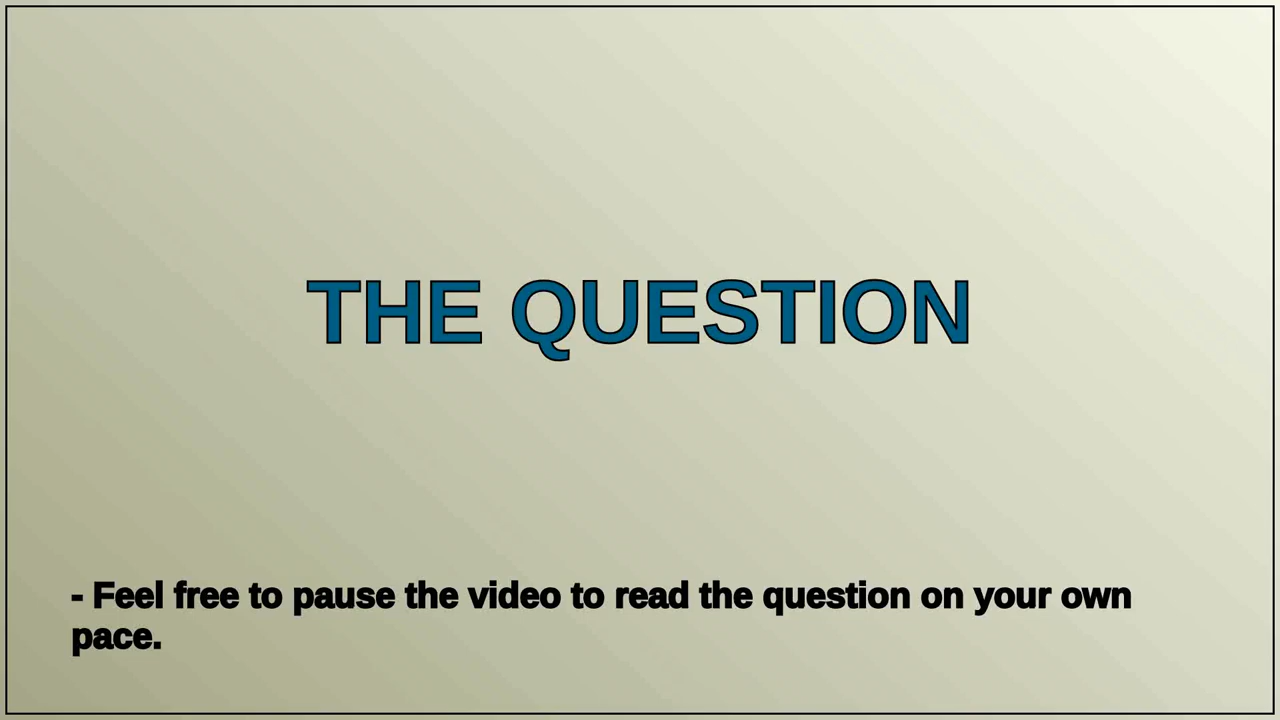 THE QUESTION
- Feel free to pause the video to read the question on your own
pace.